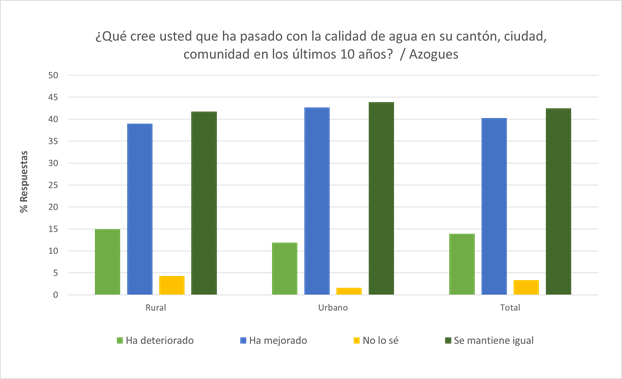 ¿Qué cree usted que ha pasado con la calidad de agua en su cantón, ciudad,
comunidad en los últimos 10 años?  / Azogues
% Respuestas
50
45
40
35
30
25
20
15
10
5
0
Rural
Urbano
Total
Ha deteriorado
Ha mejorado
No lo sé
Se mantiene igual